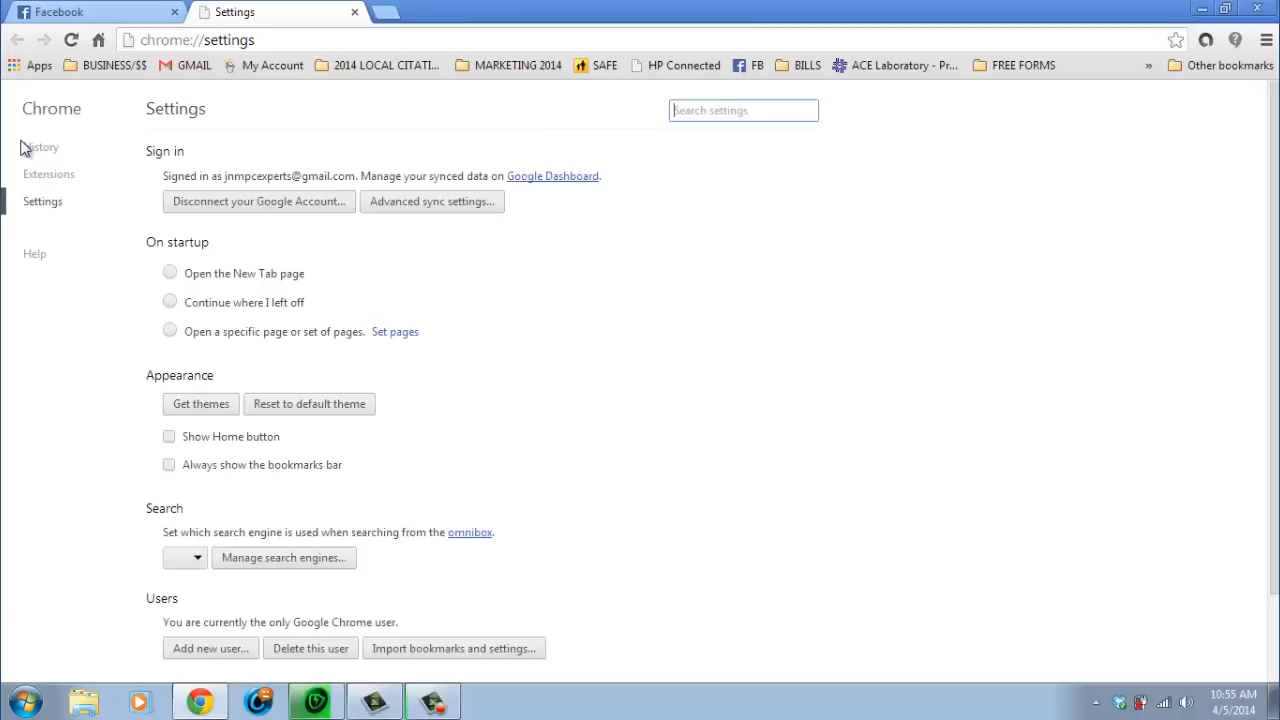 Facebook
Settings
chrome://settings
Apps
BUSINESS/$$
GMAIL
My Account
2014 LOCAL CITATI...
MARKETING 2014
SAFE
HP Connected
FB
BILLS
ACE Laboratory - Pr...
FREE FORMS
»
Other bookmarks
Chrome
Settings
Search settings
History
Sign in
Extensions
Signed in as jnmpcexperts@gmail.com. Manage your synced data on Google Dashboard.
Settings
Disconnect your Google Account...
Advanced sync settings...
On startup
Help
Open the New Tab page
Continue where I left off
Open a specific page or set of pages. Set pages
Appearance
Get themes
Reset to default theme
Show Home button
Always show the bookmarks bar
Search
Set which search engine is used when searching from the omnibox.
Manage search engines...
Users
You are currently the only Google Chrome user.
Add new user...
Delete this user
Import bookmarks and settings...
10:55 AM
4/5/2014